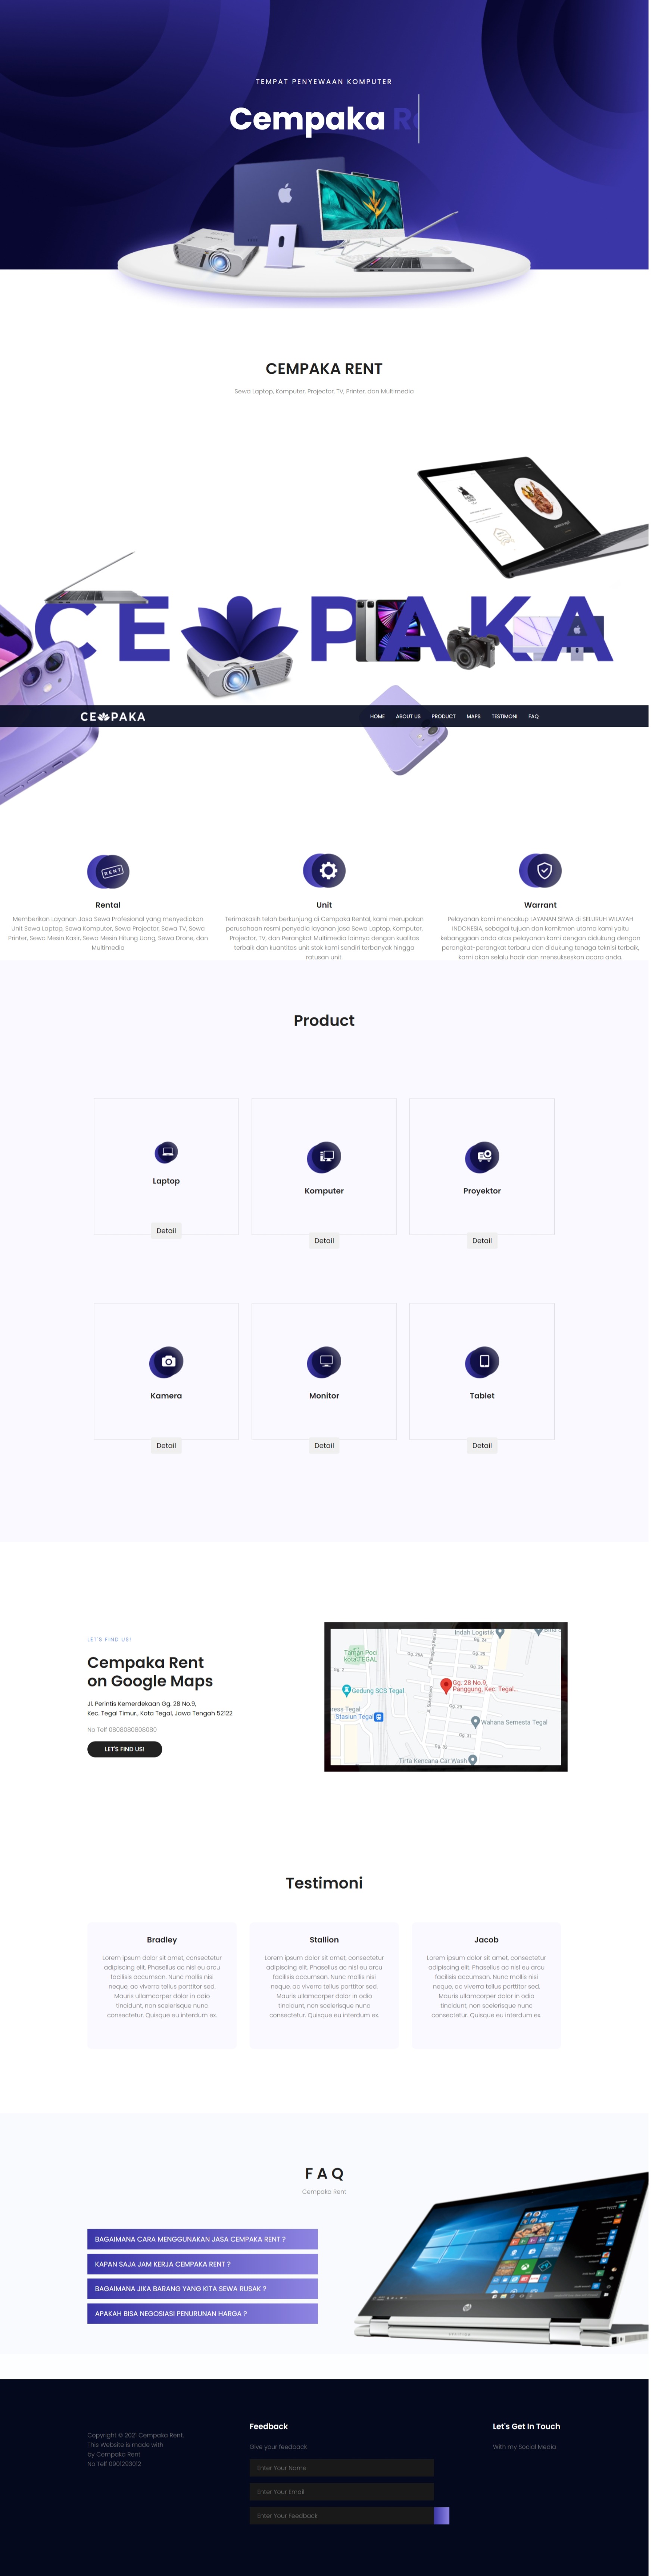 TEMPAT PENYEWAAN KOMPUTER
Cempaka Re
CEMPAKA RENT
Sewa Laptop, Komputer, Projector, TV, Printer, dan Multimedia
CEMPAKA
CEMPAKA
HOME ABOUT US PRODUCT MAPS TESTIMONI FAQ
RENT
Rental
Memberikan Layanan Jasa Sewa Profesional yang menyediakan
Unit Sewa Laptop, Sewa Komputer, Sewa Projector, Sewa TV, Sewa
Printer, Sewa Mesin Kasir, Sewa Mesin Hitung Uang, Sewa Drone, dan
Multimedia
Unit
Terimakasih telah berkunjung di Cempaka Rental, kami merupakan
perusahaan resmi penyedia layanan jasa Sewa Laptop, Komputer,
Projector, TV, dan Perangkat Multimedia lainnya dengan kualitas
terbaik dan kuantitas unit stok kami sendiri terbanyak hingga
ratusan unit.
Warrant
Pelayanan kami mencakup LAYANAN SEWA di SELURUH WILAYAH
INDONESIA, sebagai tujuan dan komitmen utama kami yaitu
kebanggaan anda atas pelayanan kami dengan didukung dengan
perangkat-perangkat terbaru dan didukung tenaga teknisi terbaik,
kami akan selalu hadir dan mensukseskan acara anda.
Product
Laptop
Detail
Komputer
Detail
Proyektor
Detail
Kamera
Detail
Monitor
Detail
Tablet
Detail
LET'S FIND US!
Cempaka Rent
on Google Maps
Jl. Perintis Kemerdekaan Gg. 28 No.9,
Kec. Tegal Timur., Kota Tegal, Jawa Tengah 52122
No Telf 0808080808080
LET'S FIND US!
Indah Logistik
Gg. 24
Taman Poci
kota TEGAL
Gg. 26A
Gg. 25
Gg. 26
Gg. 2
Gg. 28 No.9,
Panggung, Kec. Tegal...
Gedung SCS Tegal
Stasiun Tegal
Wahana Semesta Tegal
Gg. 31
Gg. 32
Tirta Kencana Car Wash
Testimoni
Bradley
Lorem ipsum dolor sit amet, consectetur
adipiscing elit. Phasellus ac nisl eu arcu
facilisis accumsan. Nunc mollis nisi
neque, ac viverra tellus porttitor sed.
Mauris ullamcorper dolor in odio
tincidunt, non scelerisque nunc
consectetur. Quisque eu interdum ex.
Stallion
Lorem ipsum dolor sit amet, consectetur
adipiscing elit. Phasellus ac nisl eu arcu
facilisis accumsan. Nunc mollis nisi
neque, ac viverra tellus porttitor sed.
Mauris ullamcorper dolor in odio
tincidunt, non scelerisque nunc
consectetur. Quisque eu interdum ex.
Jacob
Lorem ipsum dolor sit amet, consectetur
adipiscing elit. Phasellus ac nisl eu arcu
facilisis accumsan. Nunc mollis nisi
neque, ac viverra tellus porttitor sed.
Mauris ullamcorper dolor in odio
tincidunt, non scelerisque nunc
consectetur. Quisque eu interdum ex.
F A Q
Cempaka Rent
BAGAIMANA CARA MENGGUNAKAN JASA CEMPAKA RENT ?
KAPAN SAJA JAM KERJA CEMPAKA RENT ?
BAGAIMANA JIKA BARANG YANG KITA SEWA RUSAK ?
APAKAH BISA NEGOSIASI PENURUNAN HARGA ?
hp
Copyright © 2021 Cempaka Rent.
This Website is made with
by Cempaka Rent
No Telf 0901293012
Feedback
Give your feedback
Enter Your Name
Enter Your Email
Enter Your Feedback
Let's Get In Touch
With my Social Media